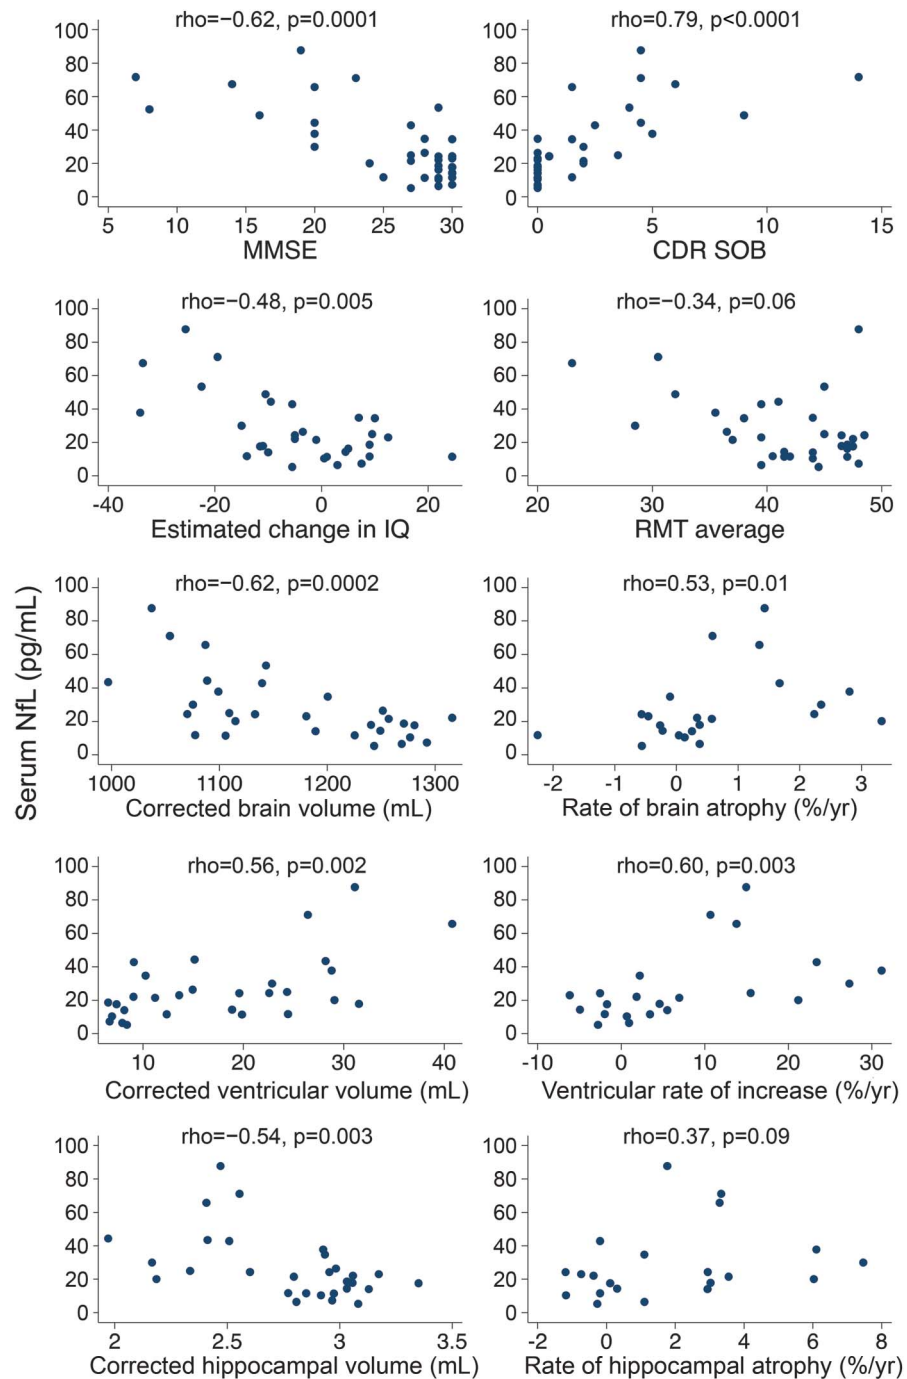 Serum NfL (pg/mL)
rho=−0.62, p=0.0001
100
80
60
40
20
0
5 10 15 20 25 30
MMSE
rho=0.79, p<0.0001
100
80
60
40
20
0
0 5 10 15
CDR SOB
rho=−0.48, p=0.005
100
80
60
40
20
0
-40 -20 0 20
Estimated change in IQ
rho=−0.34, p=0.06
100
80
60
40
20
0
20 30 40 50
RMT average
rho=−0.62, p=0.0002
100
80
60
40
20
0
1000 1100 1200 1300
Corrected brain volume (mL)
rho=0.53, p=0.01
100
80
60
40
20
0
-2 -1 0 1 2 3
Rate of brain atrophy (%/yr)
rho=0.56, p=0.002
100
80
60
40
20
0
10 20 30 40
Corrected ventricular volume (mL)
rho=0.60, p=0.003
100
80
60
40
20
0
-10 0 10 20 30
Ventricular rate of increase (%/yr)
rho=−0.54, p=0.003
100
80
60
40
20
0
2 2.5 3 3.5
Corrected hippocampal volume (mL)
rho=0.37, p=0.09
100
80
60
40
20
0
-2 0 2 4 6 8
Rate of hippocampal atrophy (%/yr)